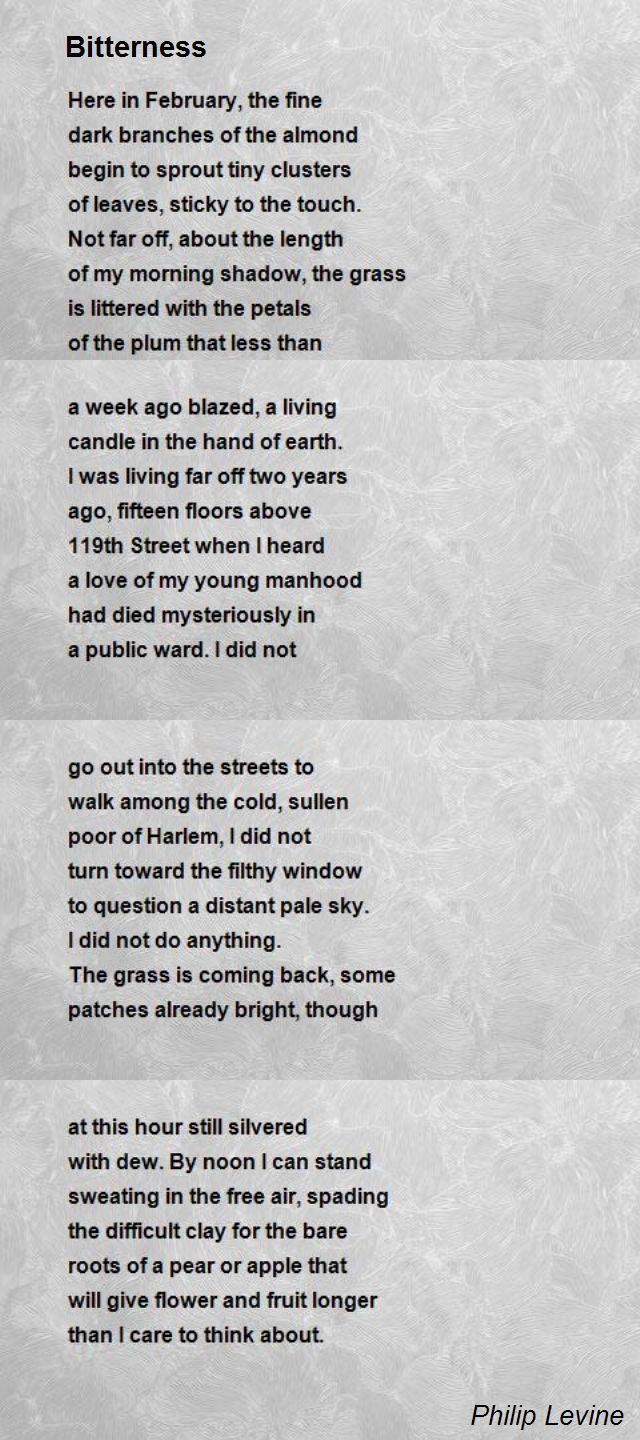 Bitterness
Here in February, the fine
dark branches of the almond
begin to sprout tiny clusters
of leaves, sticky to the touch.
Not far off, about the length
of my morning shadow, the grass
is littered with the petals
of the plum that less than
a week ago blazed, a living
candle in the hand of earth.
I was living far off two years
ago, fifteen floors above
119th Street when I heard
a love of my young manhood
had died mysteriously in
a public ward. I did not
go out into the streets to
walk among the cold, sullen
poor of Harlem, I did not
turn toward the filthy window
to question a distant pale sky.
I did not do anything.
The grass is coming back, some
patches already bright, though
at this hour still silvered
with dew. By noon I can stand
sweating in the free air, spading
the difficult clay for the bare
roots of a pear or apple that
will give flower and fruit longer
than I care to think about.
Philip Levine